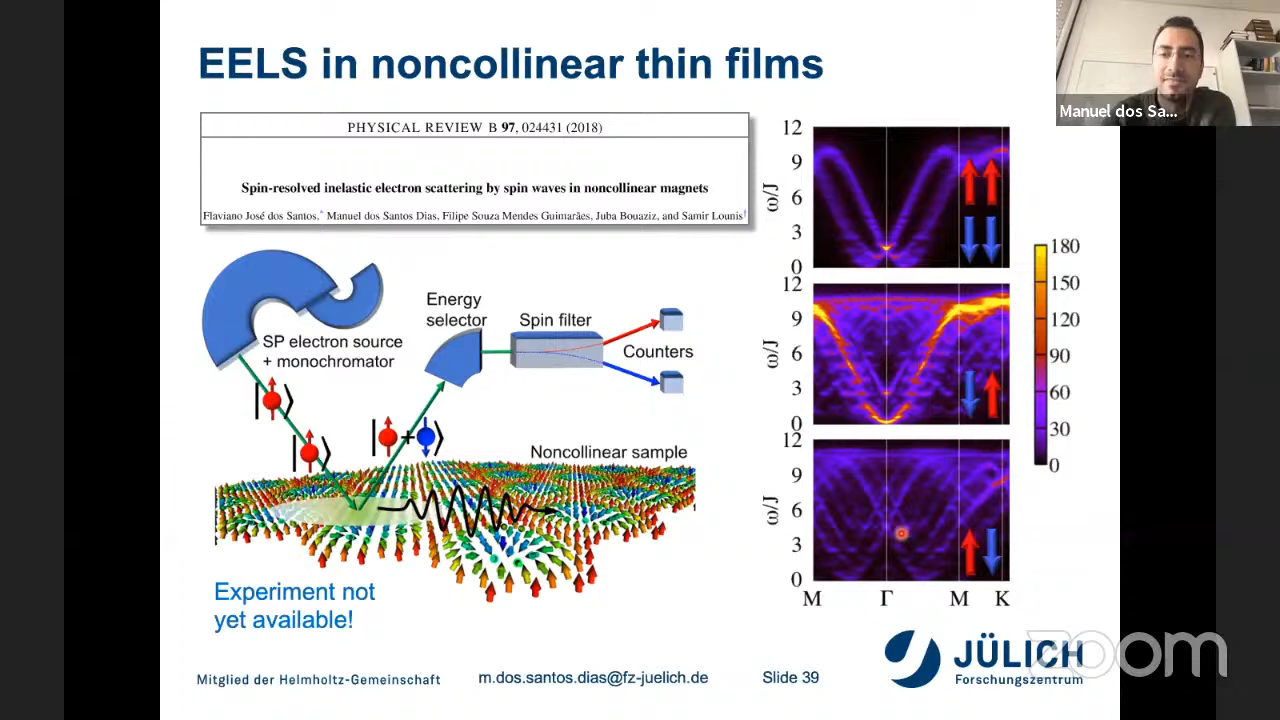 EELS in noncollinear thin films
PHYSICAL REVIEW B 97, 024431 (2018)
Spin-resolved inelastic electron scattering by spin waves in noncollinear magnets
Flaviano José dos Santos,* Manuel dos Santos Dias, Filipe Souza Mendes Guimarães, Juba Bouaziz, and Samir Lounis†
SP electron source
+ monochromator
Energy
selector
Spin filter
Counters
| ⟩
| ⟩
| + ⟩
Noncollinear sample
Experiment not
yet available!
12
9
6
3
0
ω/J
12
9
6
3
0
ω/J
12
9
6
3
0
ω/J
M Γ M K
180
150
120
90
60
30
0
Manuel dos Sa...
Mitglied der Helmholtz-Gemeinschaft
m.dos.santos.dias@fz-juelich.de
Slide 39
JÜLICH
Forschungszentrum
zoom